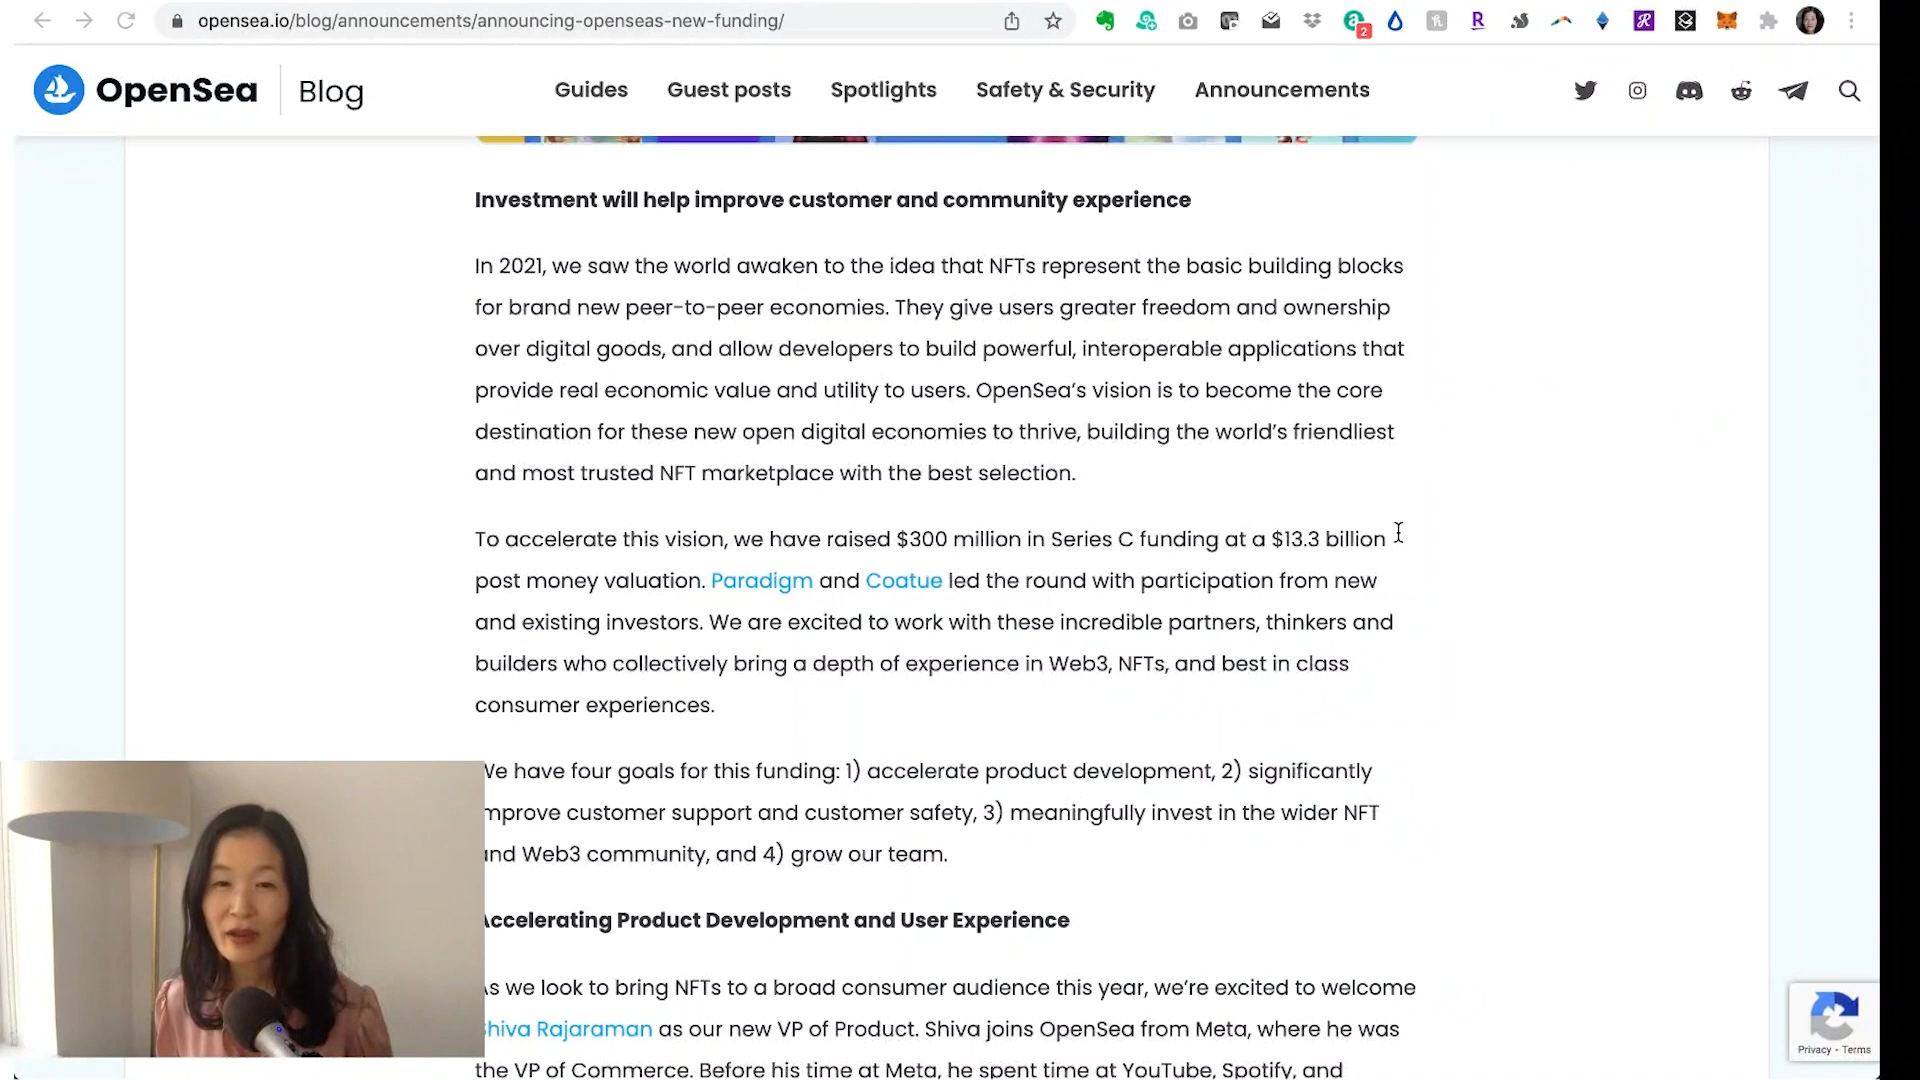 opensea.io/blog/announcements/announcing-openseas-new-funding/
2
OpenSea Blog Guides Guest posts Spotlights Safety & Security Announcements
Investment will help improve customer and community experience
In 2021, we saw the world awaken to the idea that NFTs represent the basic building blocks
for brand new peer-to-peer economies. They give users greater freedom and ownership
over digital goods, and allow developers to build powerful, interoperable applications that
provide real economic value and utility to users. OpenSea's vision is to become the core
destination for these new open digital economies to thrive, building the world's friendliest
and most trusted NFT marketplace with the best selection.
To accelerate this vision, we have raised $300 million in Series C funding at a $13.3 billion
post money valuation. Paradigm and Coatue led the round with participation from new
and existing investors. We are excited to work with these incredible partners, thinkers and
builders who collectively bring a depth of experience in Web3, NFTs, and best in class
consumer experiences.
We have four goals for this funding: 1) accelerate product development, 2) significantly
improve customer support and customer safety, 3) meaningfully invest in the wider NFT
and Web3 community, and 4) grow our team.
Accelerating Product Development and User Experience
As we look to bring NFTs to a broad consumer audience this year, we're excited to welcome
Shiva Rajaraman as our new VP of Product. Shiva joins OpenSea from Meta, where he was
the VP of Commerce. Before his time at Meta, he spent time at YouTube, Spotify, and
Privacy - Terms